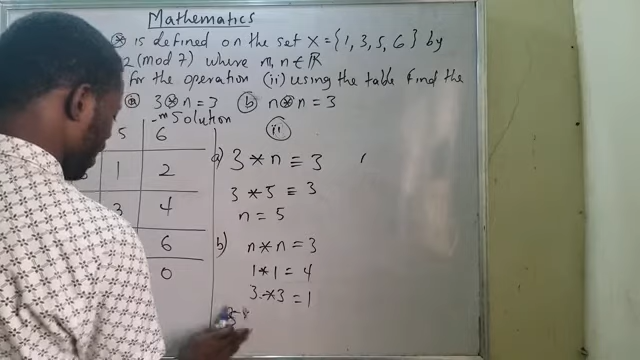 Mathematics
⊛ is defined on the set X = {1, 3, 5, 6} by
2 (mod 7) where m, n ∈ ℝ
for the operation (ii) using the table find the
ⓐ 3 ⊛ n = 3 ⓑ n ⊛ n = 3
Solution
5 6
(ii)
1 2
a) 3 * n ≡ 3
3 4
3 * 5 ≡ 3
n = 5
6
b) n * n = 3
0
1 * 1 = 4
3 * 3 = 1